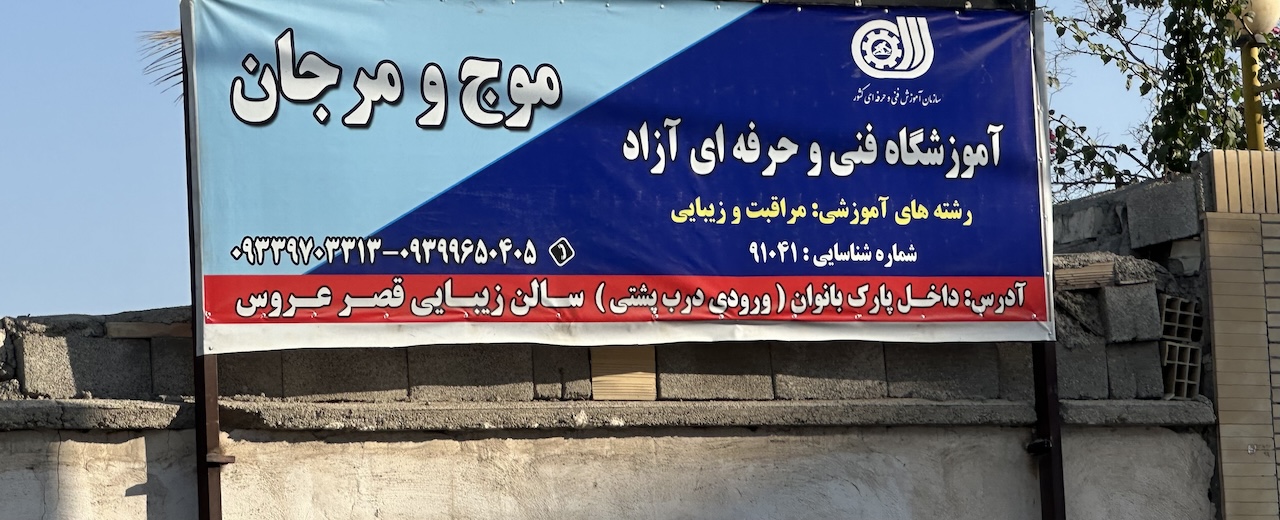 سازمان آموزش فنی و حرفه ای کشور
موج و مرجان
آموزشگاه فنی و حرفه ای آزاد
رشته های آموزشی: مراقبت و زیبایی
شماره شناسایی : ۹۱۰۴۱
۰۹۳۹۹۶۵۰۴۰۵-۰۹۳۳۹۷۰۳۳۱۳
آدرس: داخل پارک بانوان ( ورودی درب پشتی ) سالن زیبایی قصر عروس